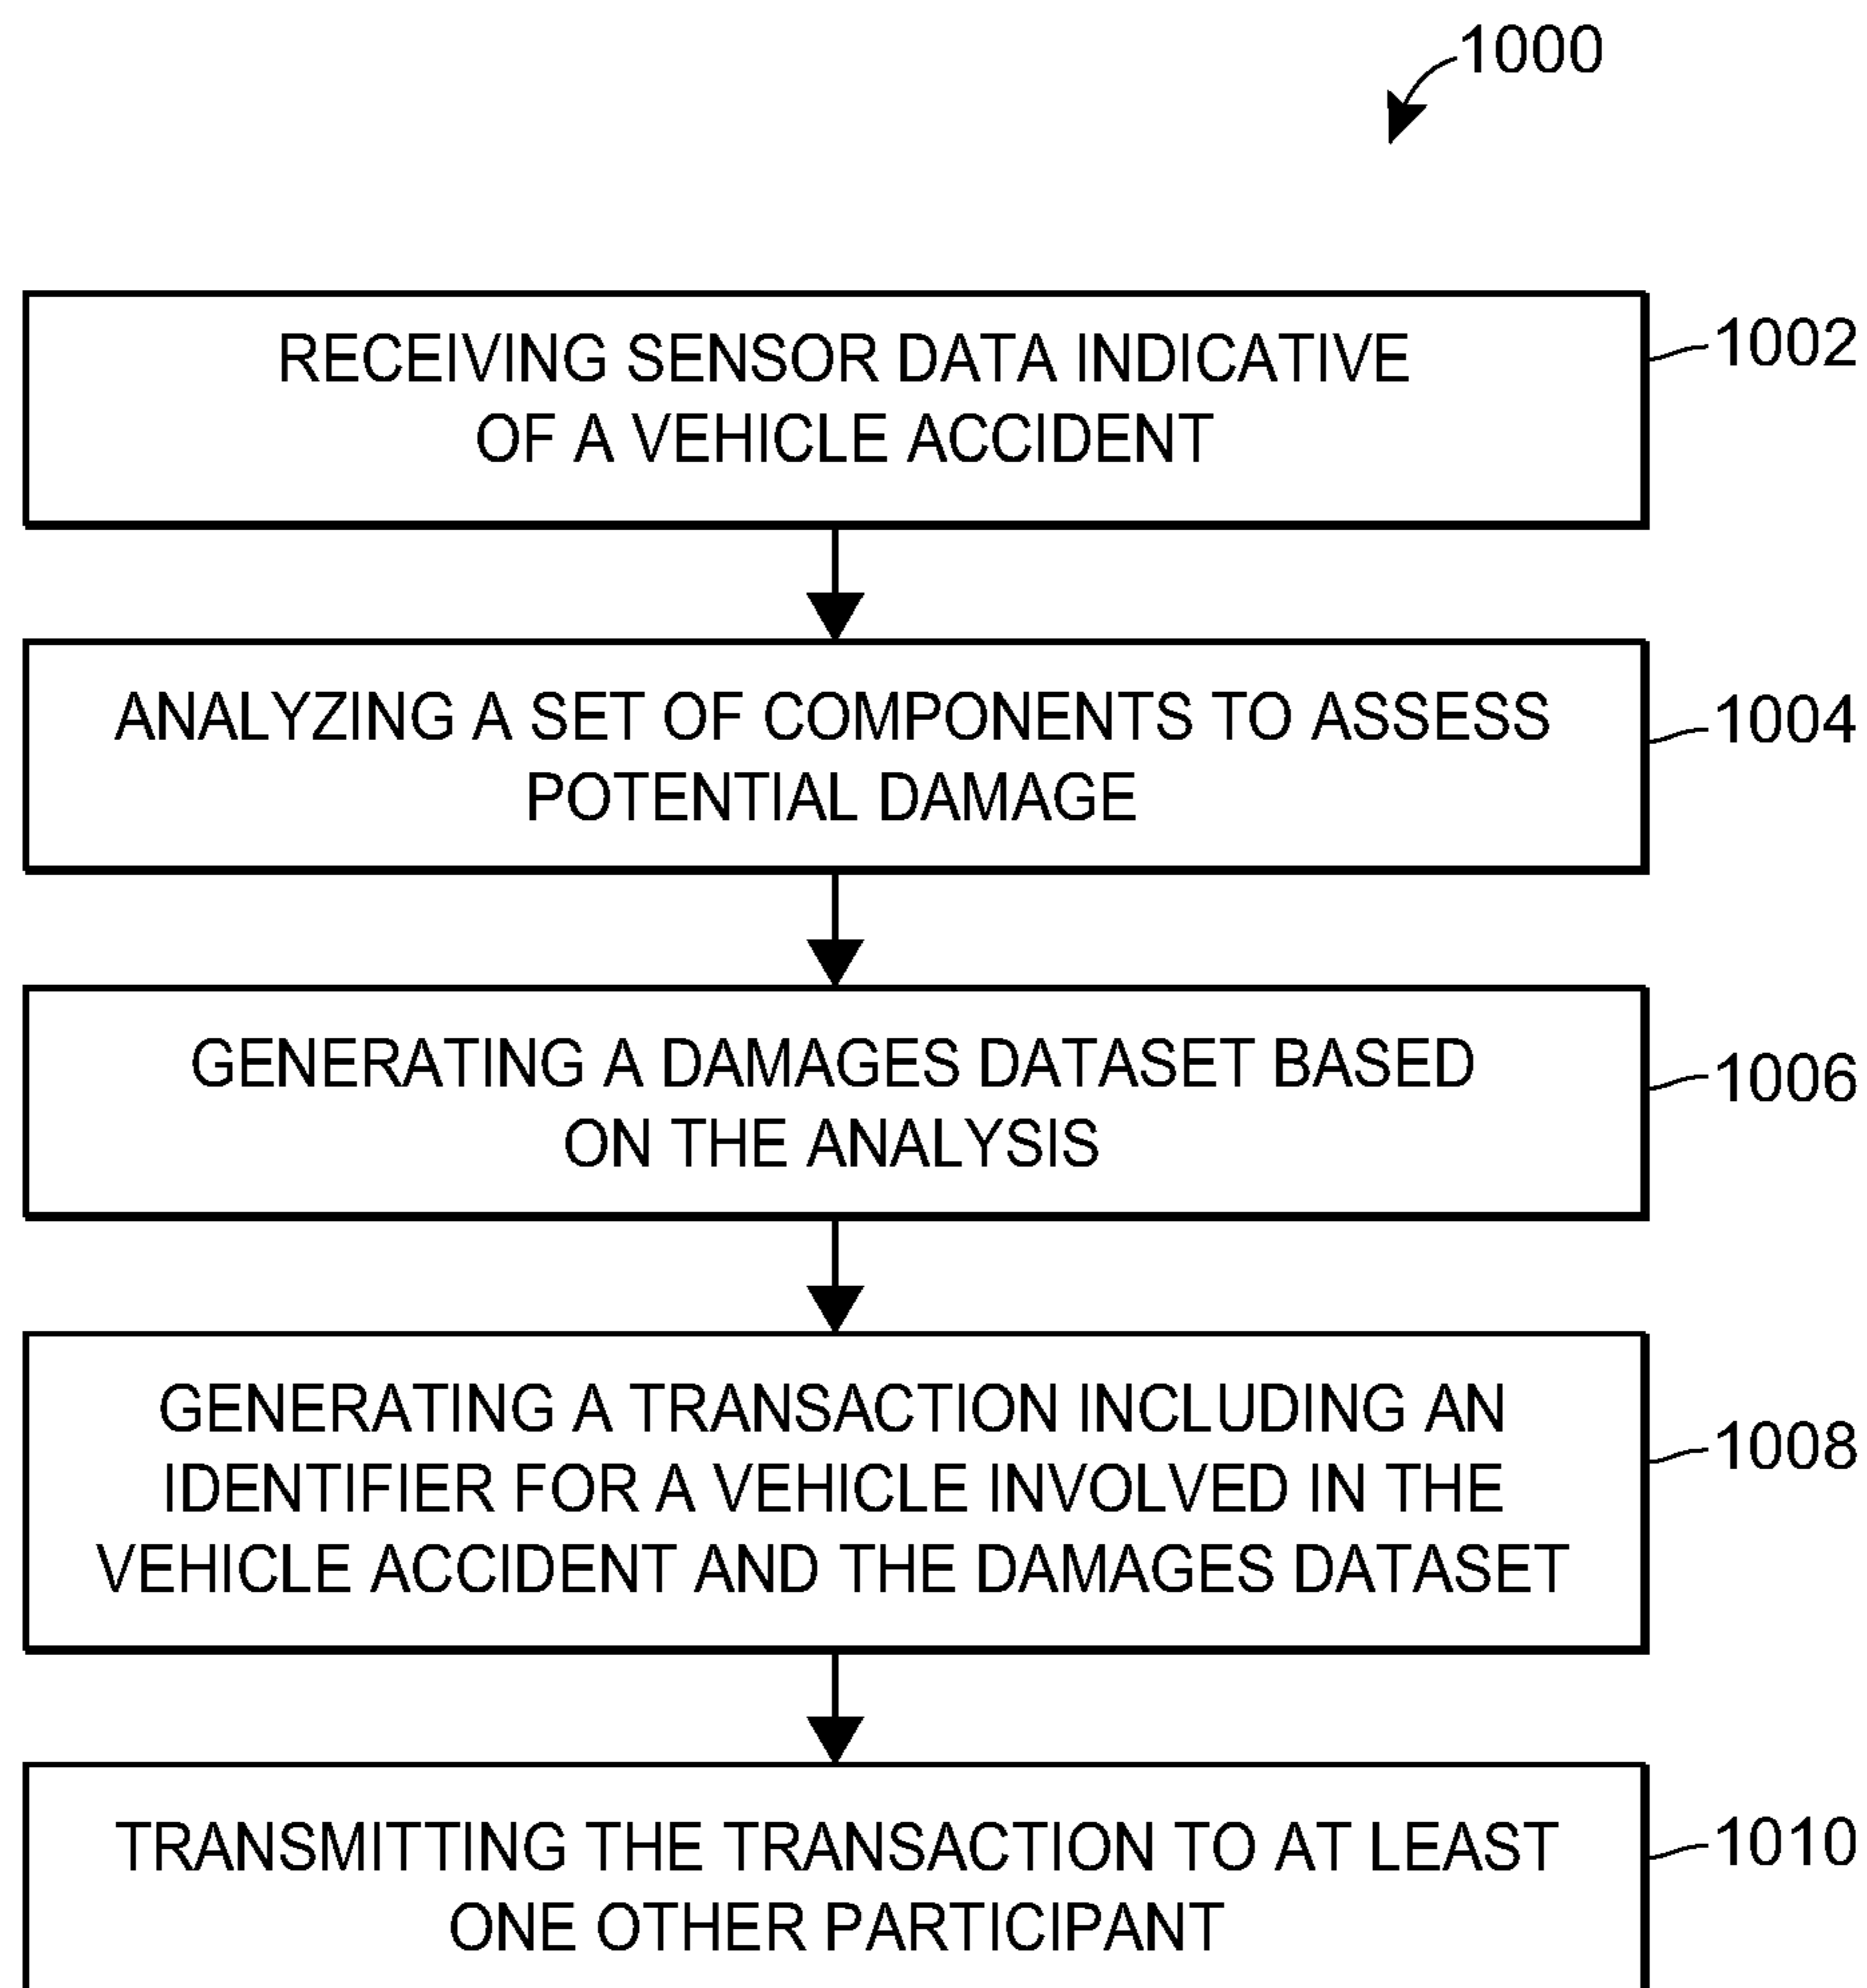 1000
RECEIVING SENSOR DATA INDICATIVE
OF A VEHICLE ACCIDENT
1002
ANALYZING A SET OF COMPONENTS TO ASSESS
POTENTIAL DAMAGE
1004
GENERATING A DAMAGES DATASET BASED
ON THE ANALYSIS
1006
GENERATING A TRANSACTION INCLUDING AN
IDENTIFIER FOR A VEHICLE INVOLVED IN THE
VEHICLE ACCIDENT AND THE DAMAGES DATASET
1008
TRANSMITTING THE TRANSACTION TO AT LEAST
ONE OTHER PARTICIPANT
1010